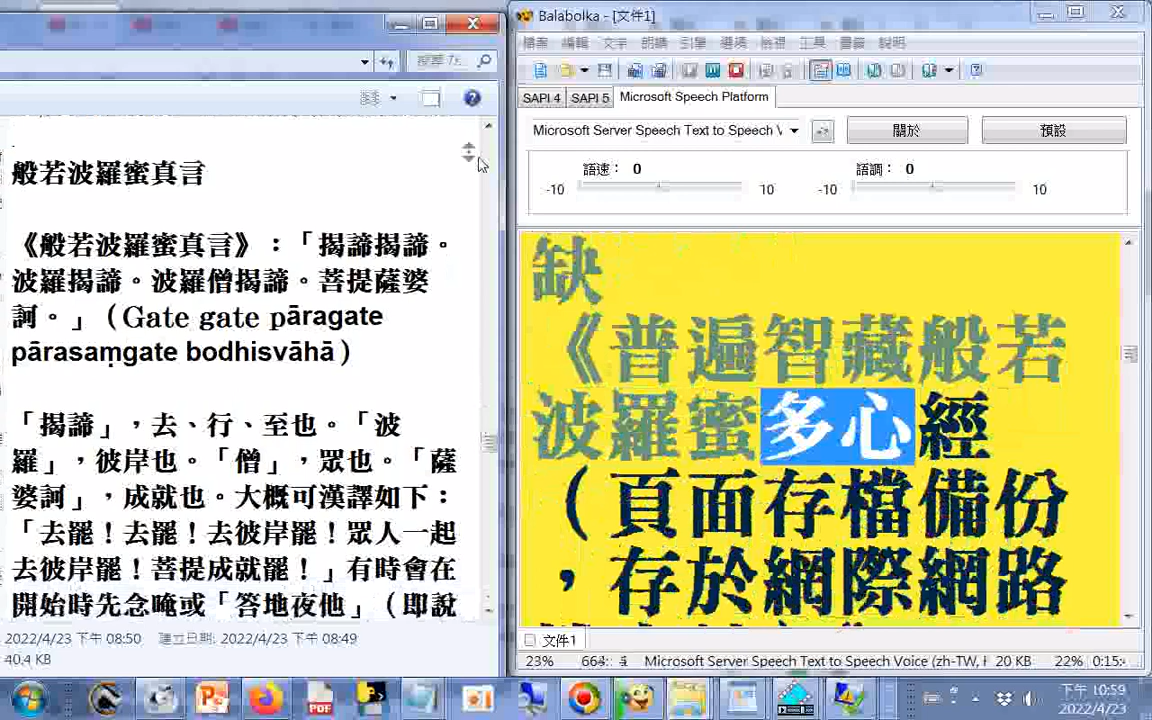 般若波羅蜜真言
《般若波羅蜜真言》：「揭諦揭諦。
波羅揭諦。波羅僧揭諦。菩提薩婆
訶。」（Gate gate pāragate
pārasaṃgate bodhisvāhā）
「揭諦」，去、行、至也。「波
羅」，彼岸也。「僧」，眾也。「薩
婆訶」，成就也。大概可漢譯如下：
「去罷！去罷！去彼岸罷！眾人一起
去彼岸罷！菩提成就罷！」有時會在
開始時先念唵或「答地夜他」（即說
2022/4/23 下午 08:50 建立日期: 2022/4/23 下午 08:49
40.4 KB
Balabolka - [文件1]
檔案 編輯 文字 朗讀 引擎 選項 檢視 工具 書籤 說明
SAPI 4 SAPI 5 Microsoft Speech Platform
Microsoft Server Speech Text to Speech V 關於 預設
語速： 0 語調： 0
-10 10 -10 10
缺
《普遍智藏般若
波羅蜜多心經
（頁面存檔備份
，存於網際網路
文件1
23% 664: 4 Microsoft Server Speech Text to Speech Voice (zh-TW, 20 KB 22% 0:15:
下午 10:59
2022/4/23